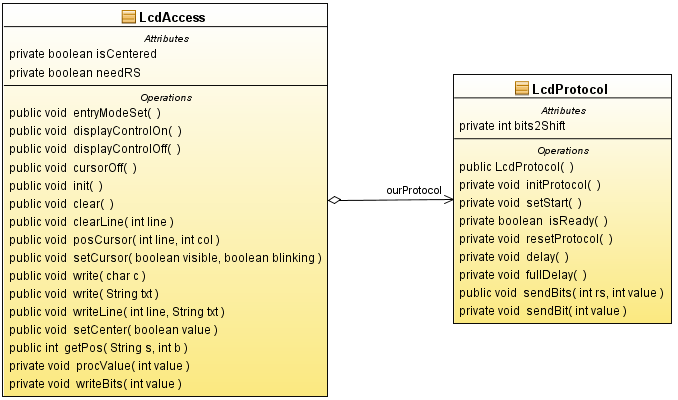 LcdAccess
Attributes
private boolean isCentered
private boolean needRS
Operations
public void entryModeSet( )
public void displayControlOn( )
public void displayControlOff( )
public void cursorOff( )
public void init( )
public void clear( )
public void clearLine( int line )
public void posCursor( int line, int col )
public void setCursor( boolean visible, boolean blinking )
public void write( char c )
public void write( String txt )
public void writeLine( int line, String txt )
public void setCenter( boolean value )
public int getPos( String s, int b )
private void procValue( int value )
public void writeBits( int value )
ourProtocol
LcdProtocol
Attributes
private int bits2Shift
Operations
public LcdProtocol( )
private void initProtocol( )
private void setStart( )
private boolean isReady( )
private void resetProtocol( )
private void delay( )
private void fullDelay( )
public void sendBits( int rs, int value )
private void sendBit( int value )